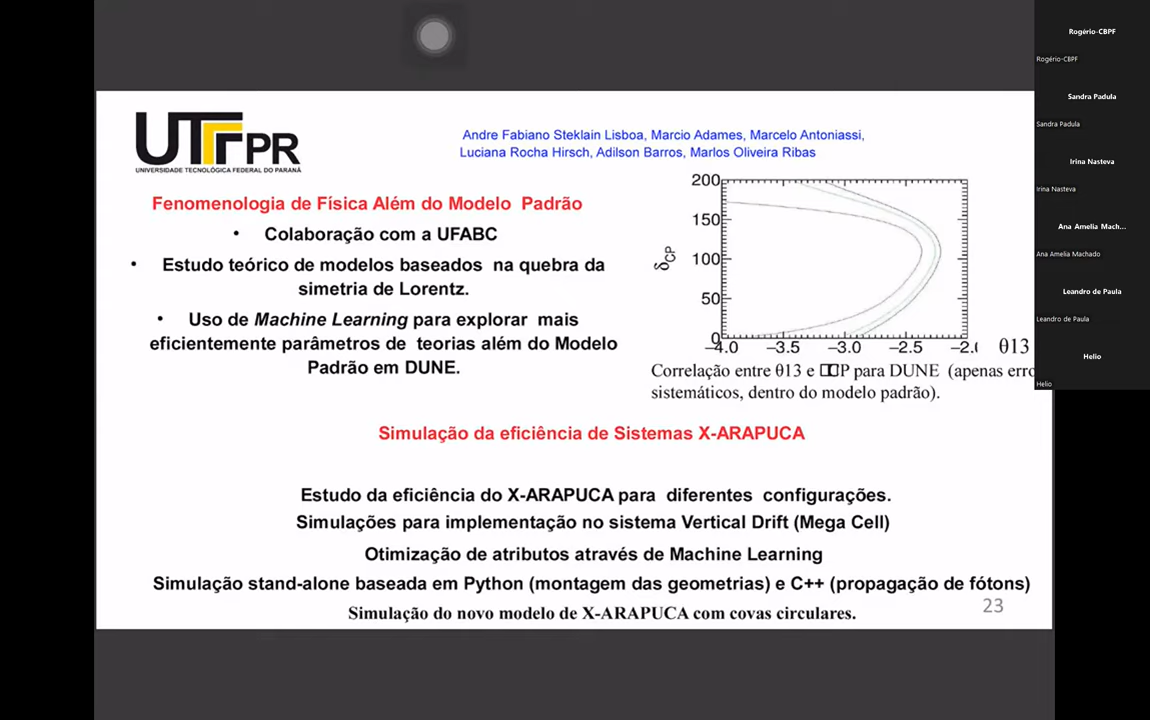 UTFPR
UNIVERSIDADE TECNOLÓGICA FEDERAL DO PARANÁ
Andre Fabiano Steklain Lisboa, Marcio Adames, Marcelo Antoniassi,
Luciana Rocha Hirsch, Adilson Barros, Marlos Oliveira Ribas
Fenomenologia de Física Além do Modelo Padrão
• Colaboração com a UFABC
• Estudo teórico de modelos baseados na quebra da
simetria de Lorentz.
• Uso de Machine Learning para explorar mais
eficientemente parâmetros de teorias além do Modelo
Padrão em DUNE.
200
150
100
50
0
δCP
−4.0 −3.5 −3.0 −2.5 −2.0 θ13
Correlação entre θ13 e □□CP para DUNE (apenas erro
sistemáticos, dentro do modelo padrão).
Simulação da eficiência de Sistemas X-ARAPUCA
Estudo da eficiência do X-ARAPUCA para diferentes configurações.
Simulações para implementação no sistema Vertical Drift (Mega Cell)
Otimização de atributos através de Machine Learning
Simulação stand-alone baseada em Python (montagem das geometrias) e C++ (propagação de fótons)
Simulação do novo modelo de X-ARAPUCA com covas circulares.
23
Rogério-CBPF
Rogério-CBPF
Sandra Padula
Sandra Padula
Irina Nasteva
Irina Nasteva
Ana Amelia Mach...
Ana Amelia Machado
Leandro de Paula
Leandro de Paula
Helio
Helio